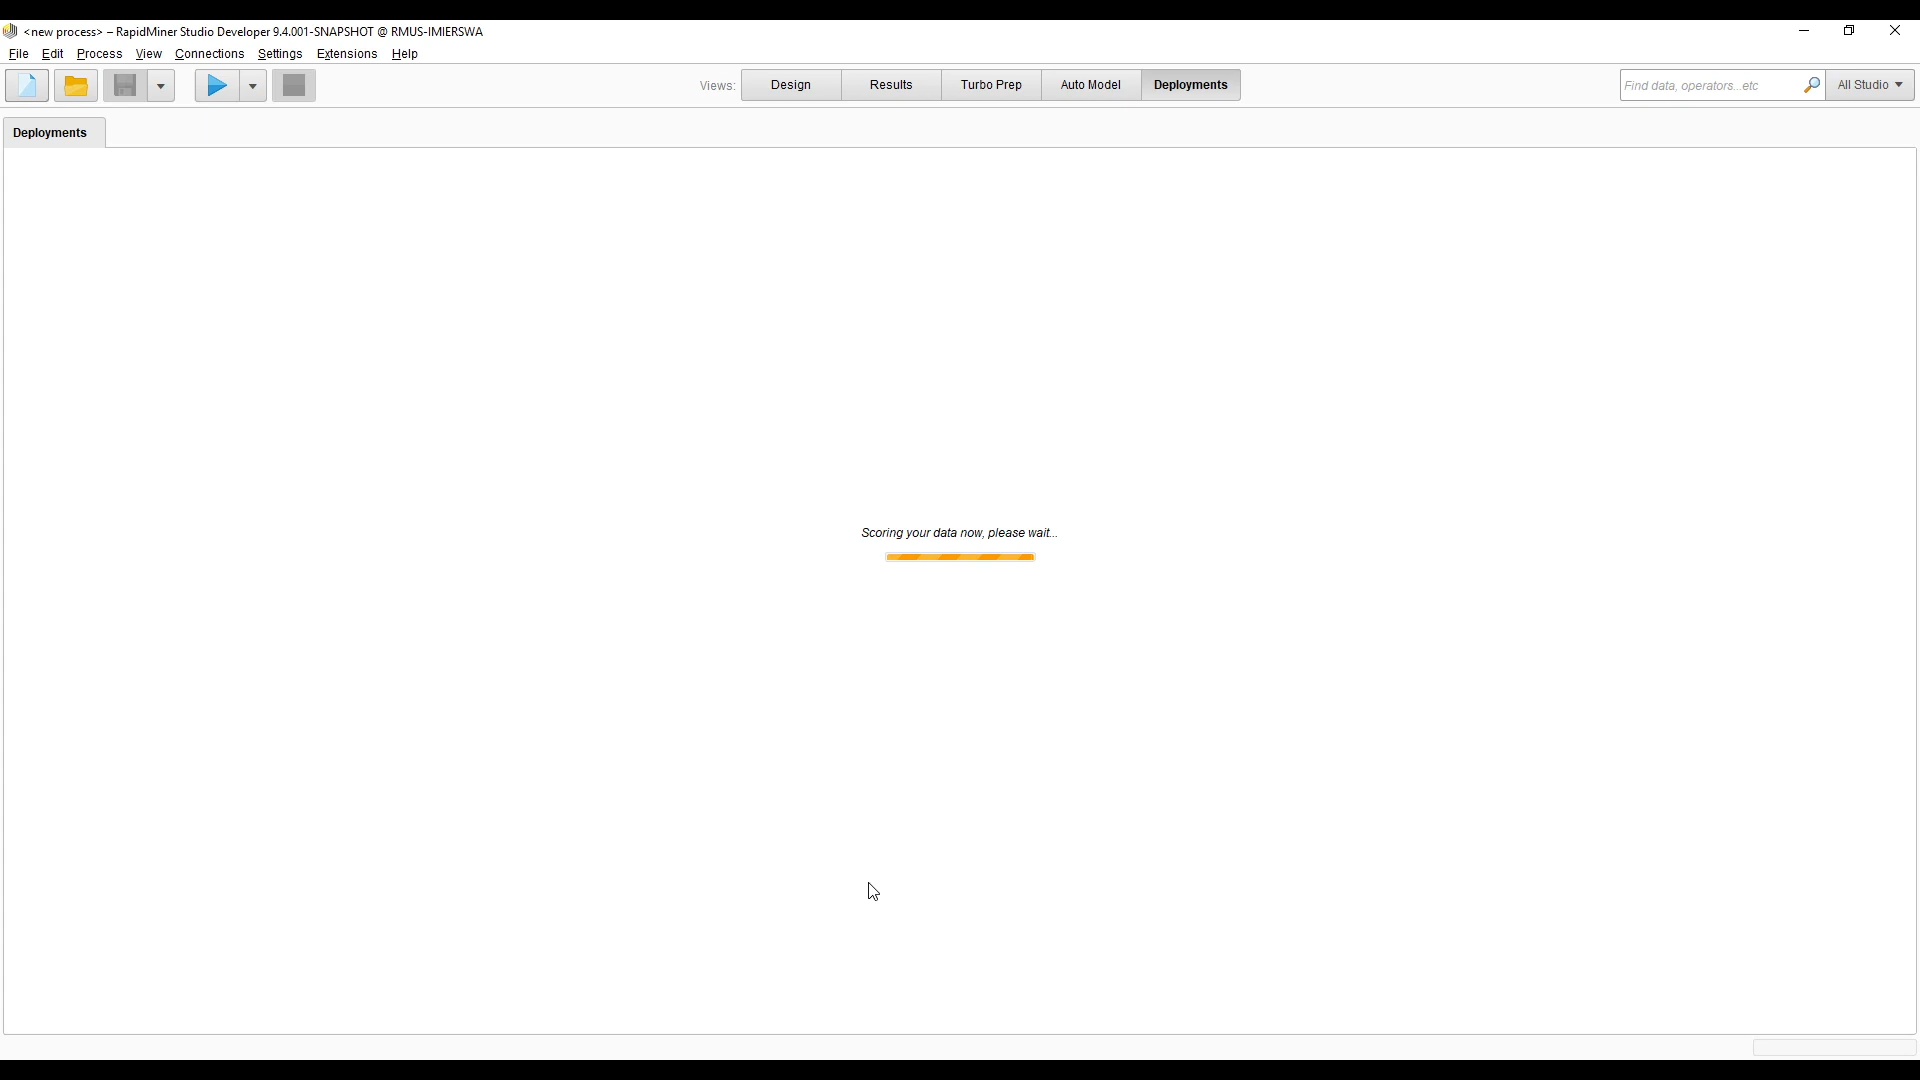 <new process> – RapidMiner Studio Developer 9.4.001-SNAPSHOT @ RMUS-IMIERSWA
File Edit Process View Connections Settings Extensions Help
Views: Design Results Turbo Prep Auto Model Deployments Find data, operators...etc All Studio
Deployments
Scoring your data now, please wait...